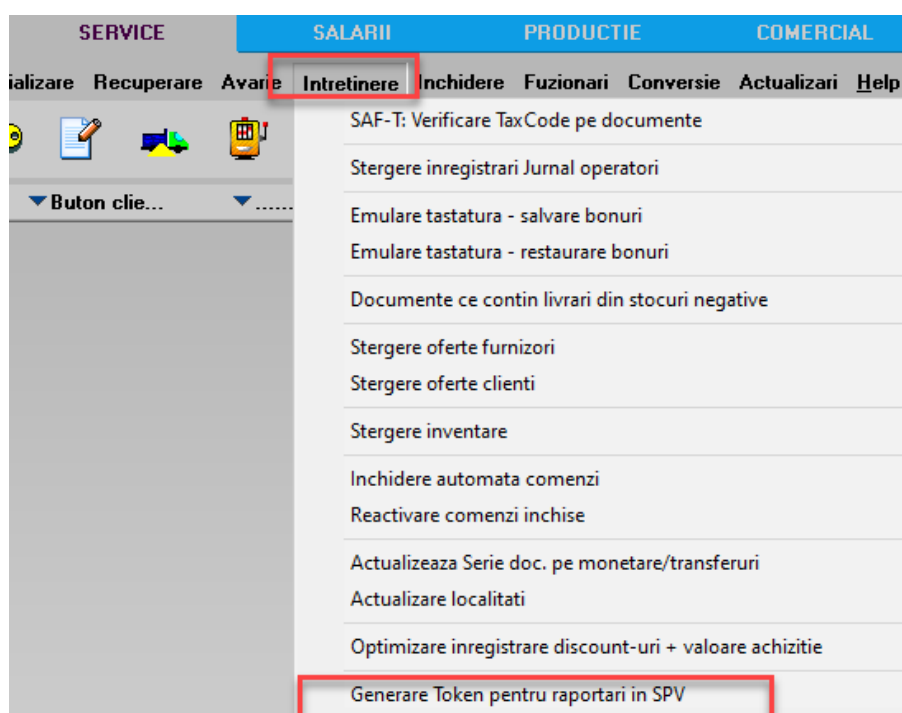 SERVICE SALARII PRODUCTIE COMERCIAL
ializare Recuperare Avarie Intretinere Inchidere Fuzionari Conversie Actualizari Help
SAF-T: Verificare TaxCode pe documente
Stergere inregistrari Jurnal operatori
Buton clie... ......
Emulare tastatura - salvare bonuri
Emulare tastatura - restaurare bonuri
Documente ce contin livrari din stocuri negative
Stergere oferte furnizori
Stergere oferte clienti
Stergere inventare
Inchidere automata comenzi
Reactivare comenzi inchise
Actualizeaza Serie doc. pe monetare/transferuri
Actualizare localitati
Optimizare inregistrare discount-uri + valoare achizitie
Generare Token pentru raportari in SPV